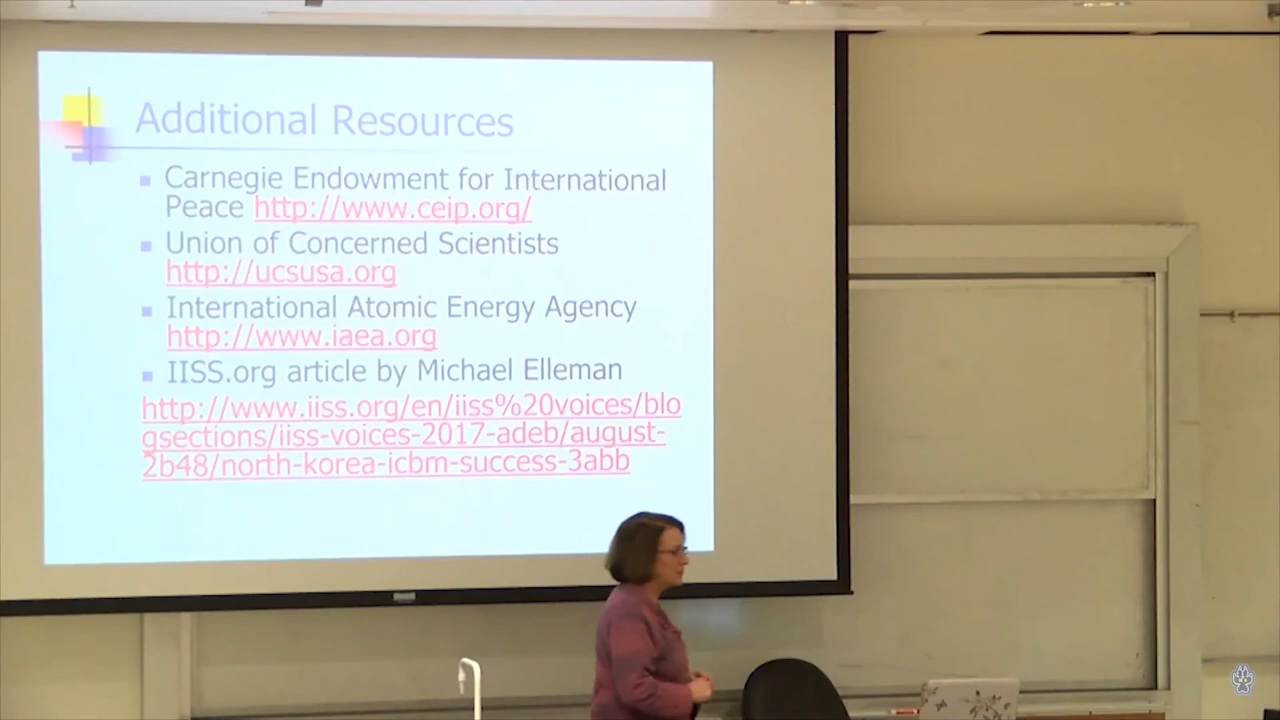 Additional Resources
Carnegie Endowment for International
Peace http://www.ceip.org/
Union of Concerned Scientists
http://ucsusa.org
International Atomic Energy Agency
http://www.iaea.org
IISS.org article by Michael Elleman
http://www.iiss.org/en/iiss%20voices/blo
gsections/iiss-voices-2017-adeb/august-
2b48/north-korea-icbm-success-3abb